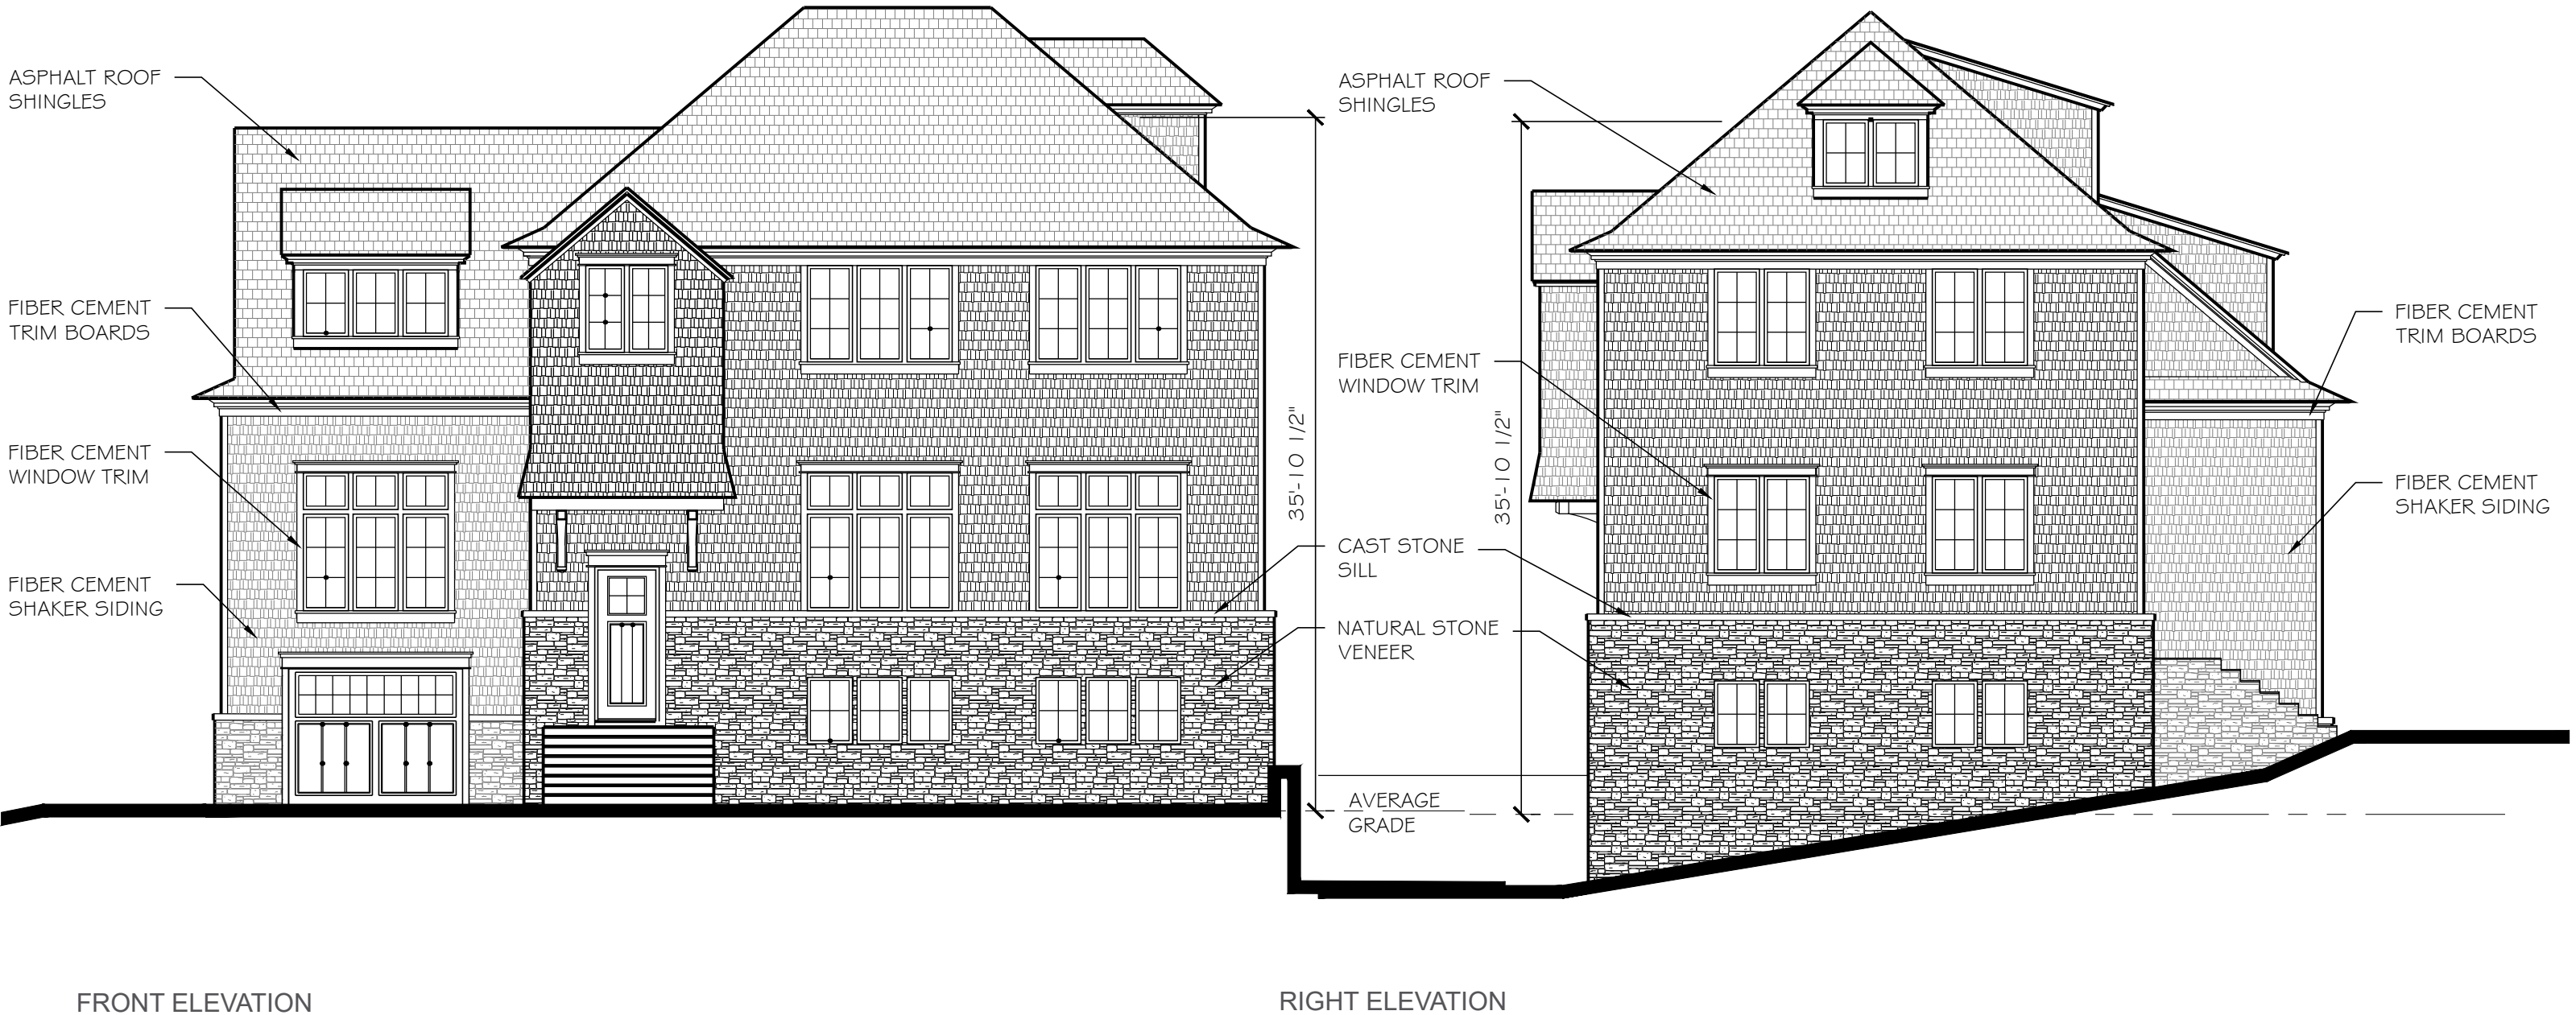 ASPHALT ROOF
SHINGLES
FIBER CEMENT
TRIM BOARDS
FIBER CEMENT
WINDOW TRIM
FIBER CEMENT
SHAKER SIDING
35'-10 1/2"
ASPHALT ROOF
SHINGLES
FIBER CEMENT
WINDOW TRIM
35'-10 1/2"
CAST STONE
SILL
NATURAL STONE
VENEER
AVERAGE
GRADE
FIBER CEMENT
TRIM BOARDS
FIBER CEMENT
SHAKER SIDING
FRONT ELEVATION
RIGHT ELEVATION